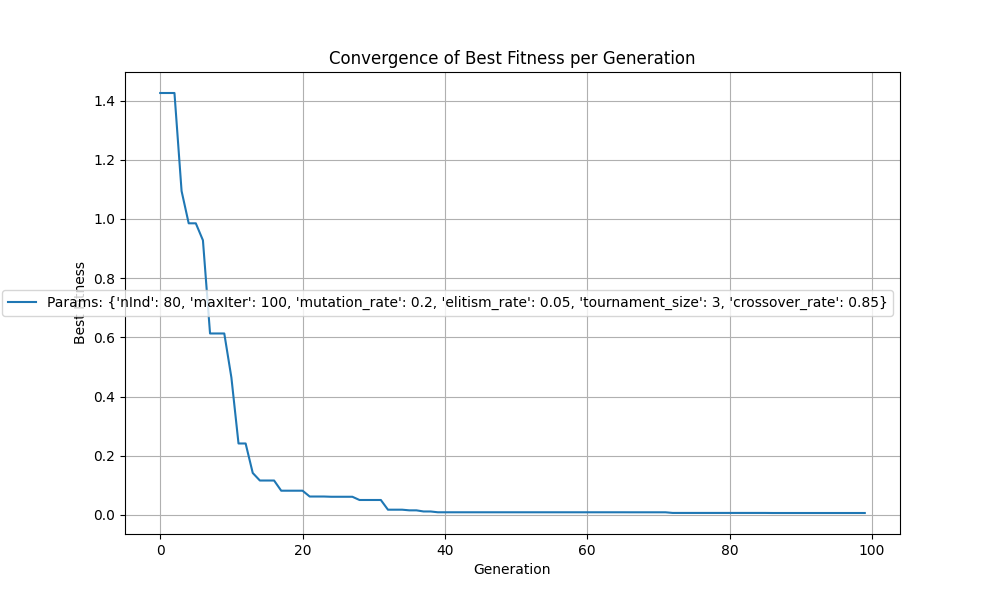 Convergence of Best Fitness per Generation
1.4
1.2
1.0
0.8
0.6
0.4
0.2
0.0
Best Fitness
Params: {'nInd': 80, 'maxIter': 100, 'mutation_rate': 0.2, 'elitism_rate': 0.05, 'tournament_size': 3, 'crossover_rate': 0.85}
0 20 40 60 80 100
Generation